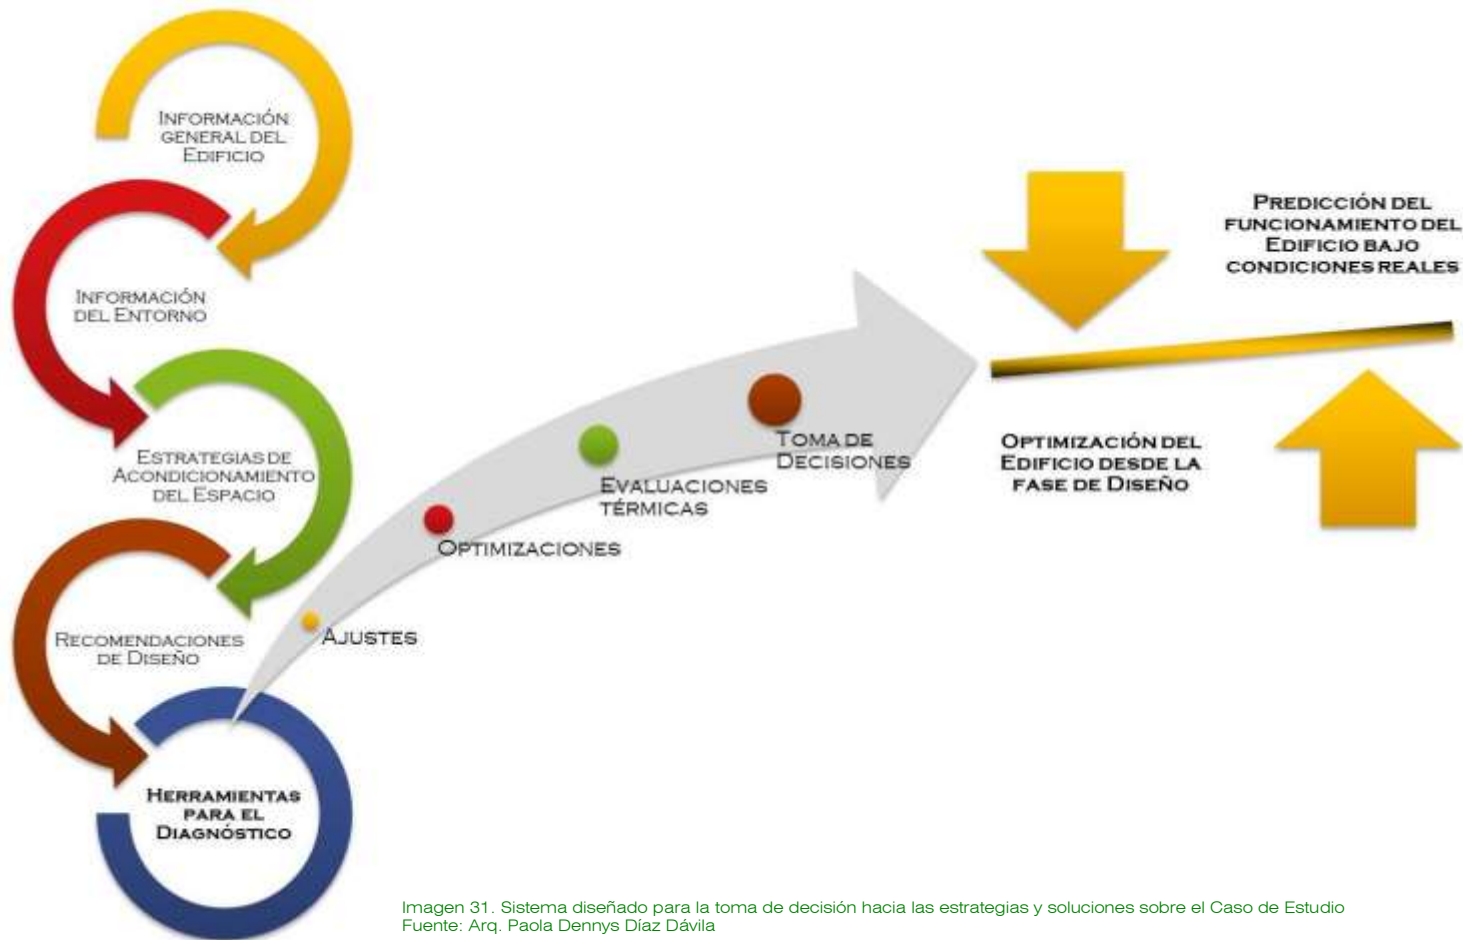 INFORMACIÓN
GENERAL DEL
EDIFICIO
INFORMACIÓN
DEL ENTORNO
ESTRATEGIAS DE
ACONDICIONAMIENTO
DEL ESPACIO
RECOMENDACIONES
DE DISEÑO
HERRAMIENTAS
PARA EL
DIAGNÓSTICO
AJUSTES
OPTIMIZACIONES
EVALUACIONES
TÉRMICAS
TOMA DE
DECISIONES
PREDICCIÓN DEL
FUNCIONAMIENTO DEL
EDIFICIO BAJO
CONDICIONES REALES
OPTIMIZACIÓN DEL
EDIFICIO DESDE LA
FASE DE DISEÑO
Imagen 31. Sistema diseñado para la toma de decisión hacia las estrategias y soluciones sobre el Caso de Estudio
Fuente: Arq. Paola Dennys Díaz Dávila